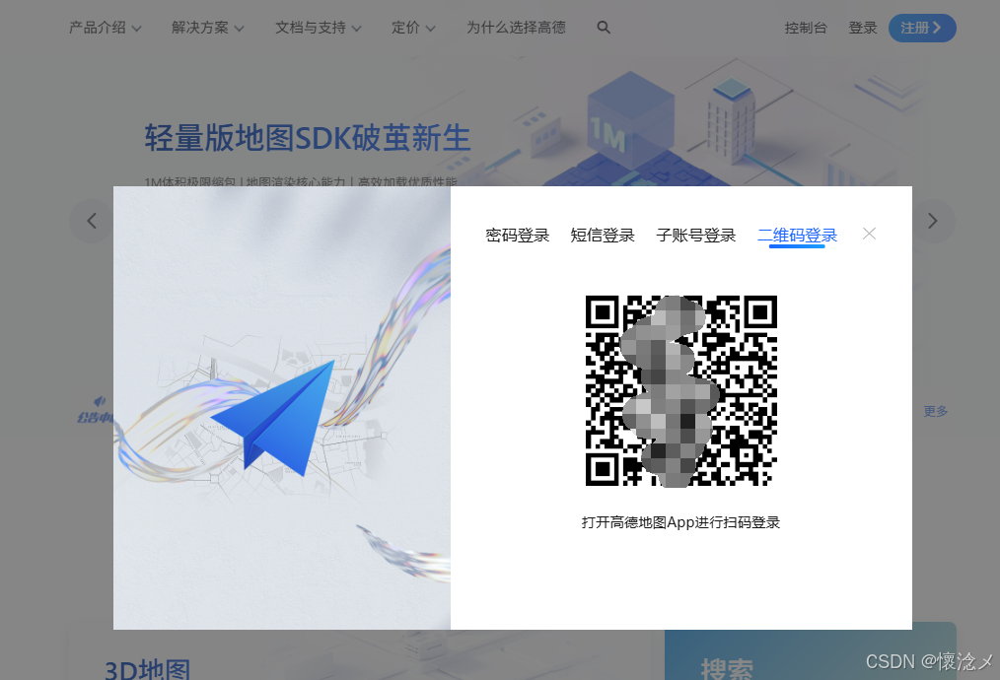 产品介绍 解决方案 文档与支持 定价 为什么选择高德 控制台 登录 注册
轻量版地图SDK破茧新生
1M
1M体积极限缩包 | 地图渲染核心能力 | 高效加载优质性能
密码登录 短信登录 子账号登录 二维码登录
公告中
更多
打开高德地图App进行扫码登录
3D地图
搜索
CSDN @懷淰メ